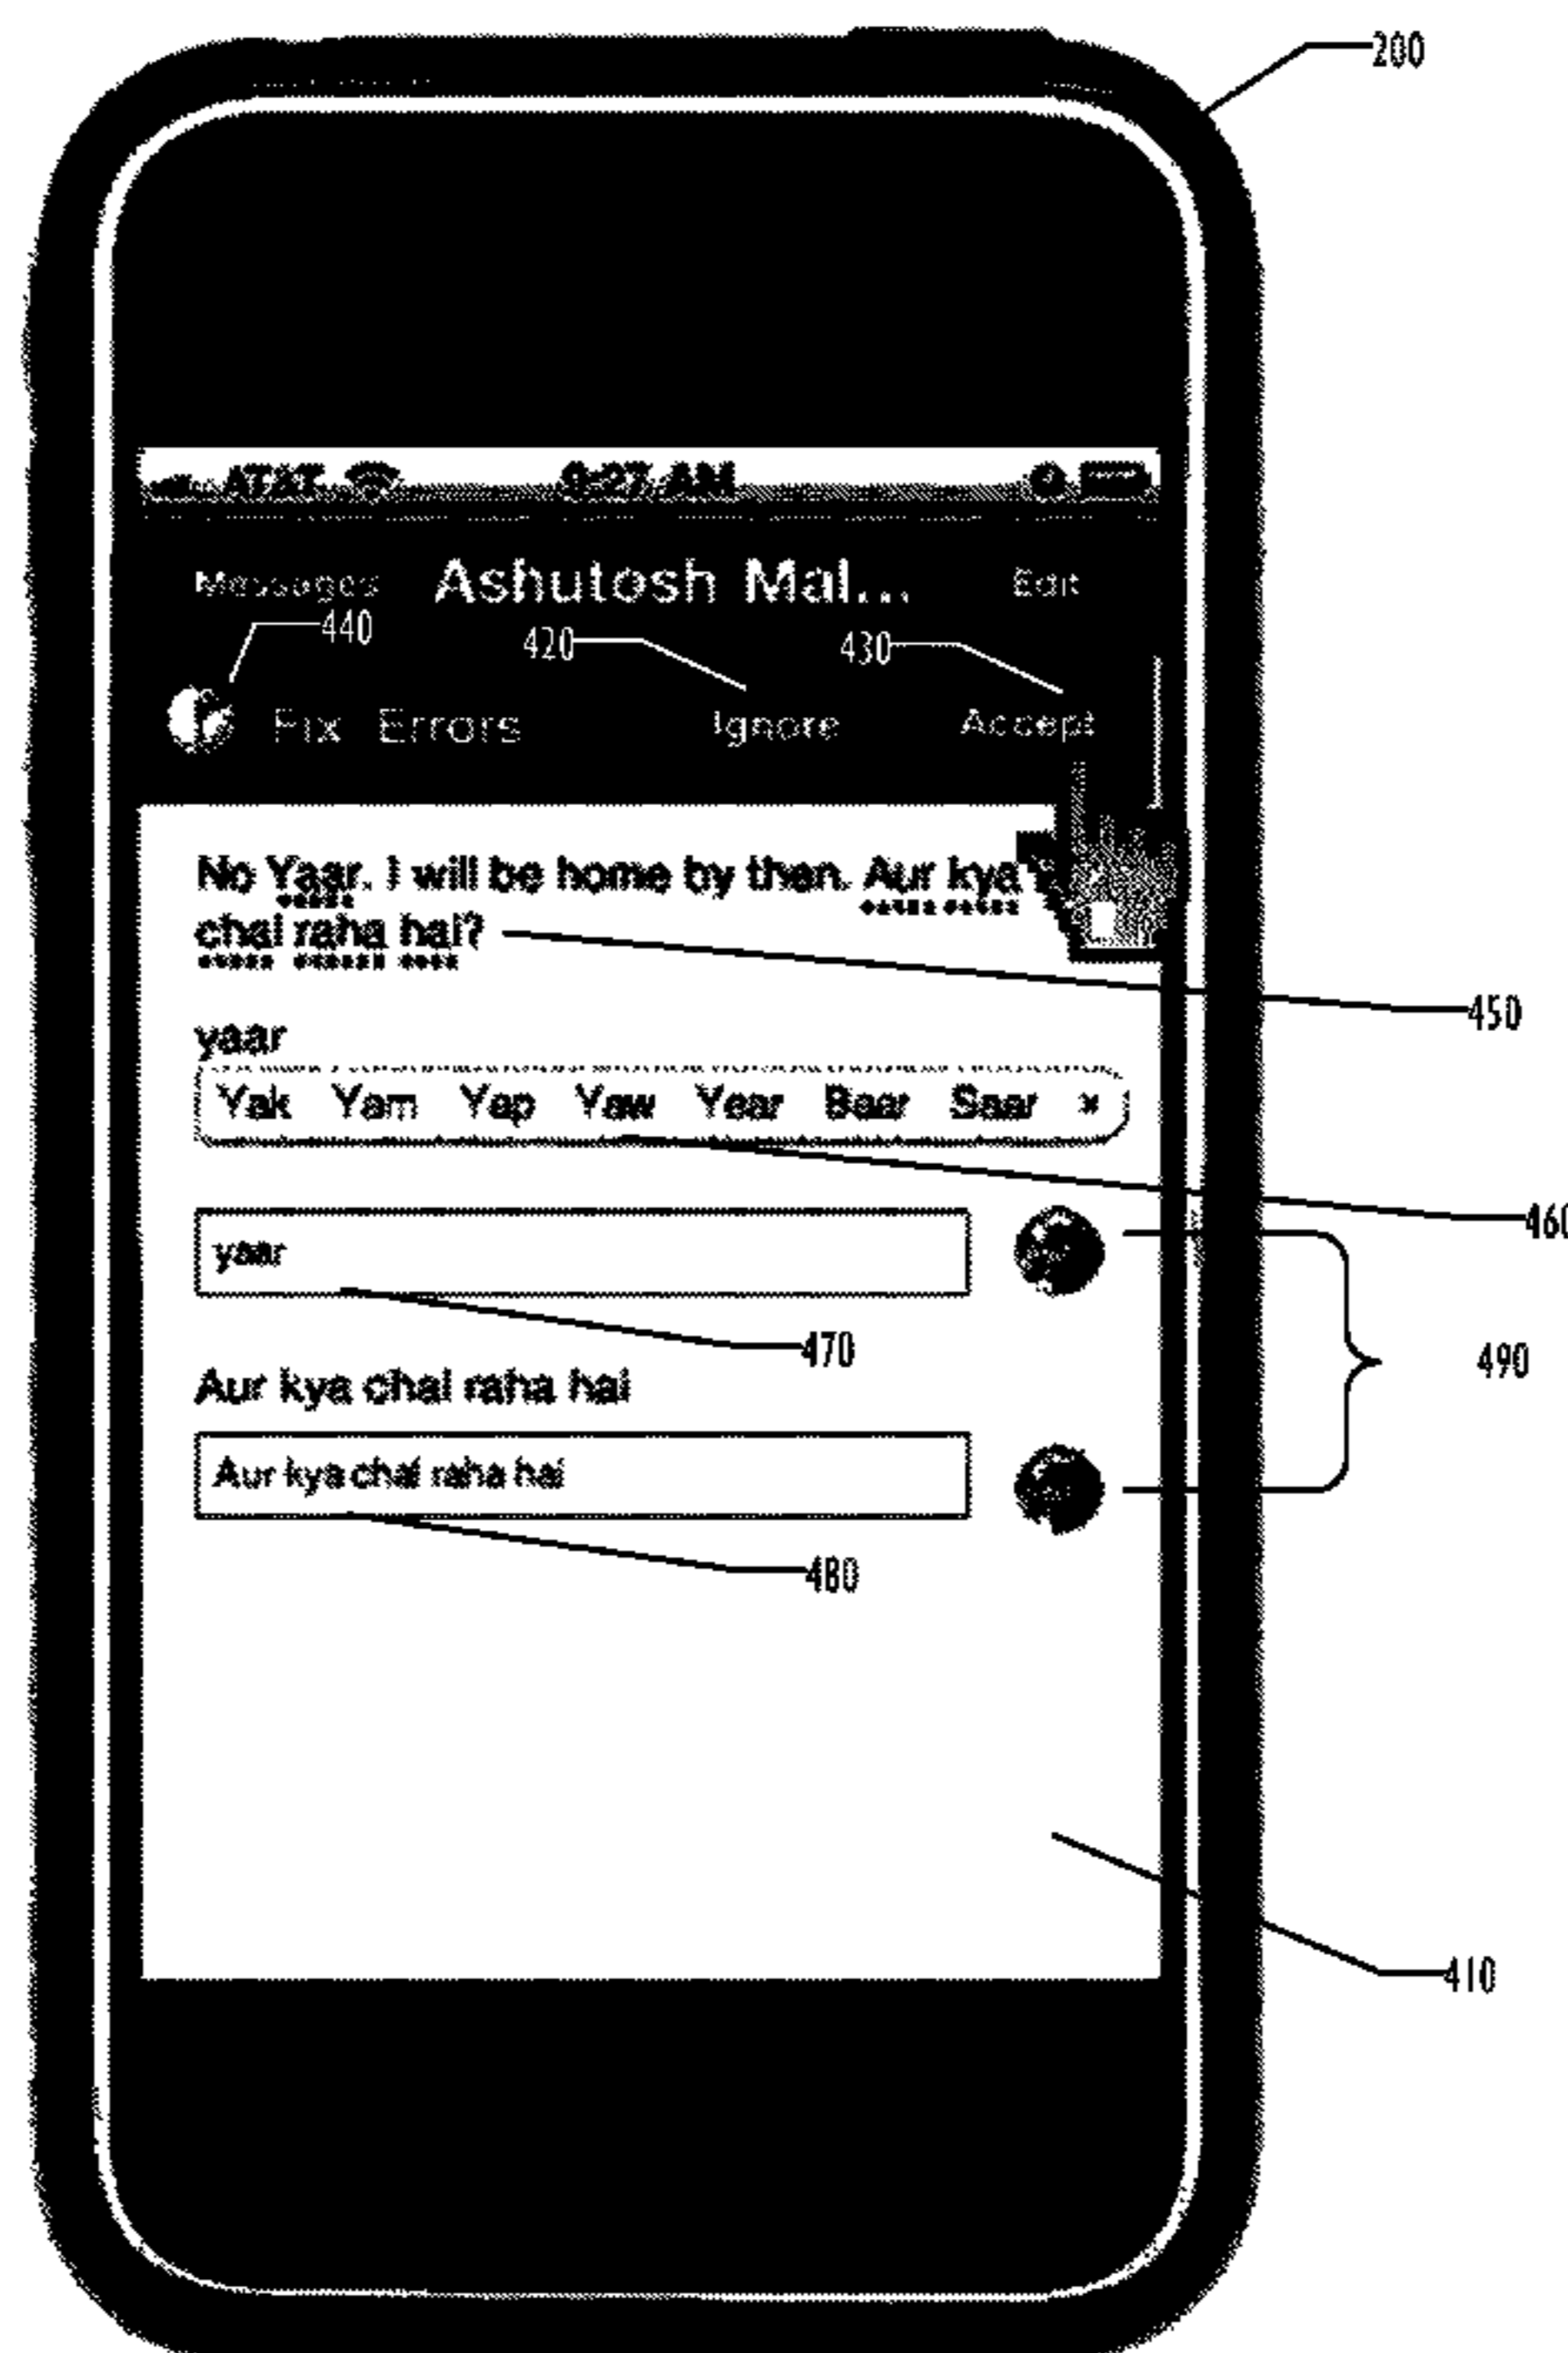 200
AT&T 9:27 AM
Messages Ashutosh Mal... Edit
440 420 430
Fix Errors Ignore Accept
No Yaar. I will be home by then. Aur kya
chal raha hai?
450
yaar
Yak Yam Yap Yaw Year Baar Saar ×
460
yaar
470
490
Aur kya chal raha hai
Aur kya chal raha hai
480
410